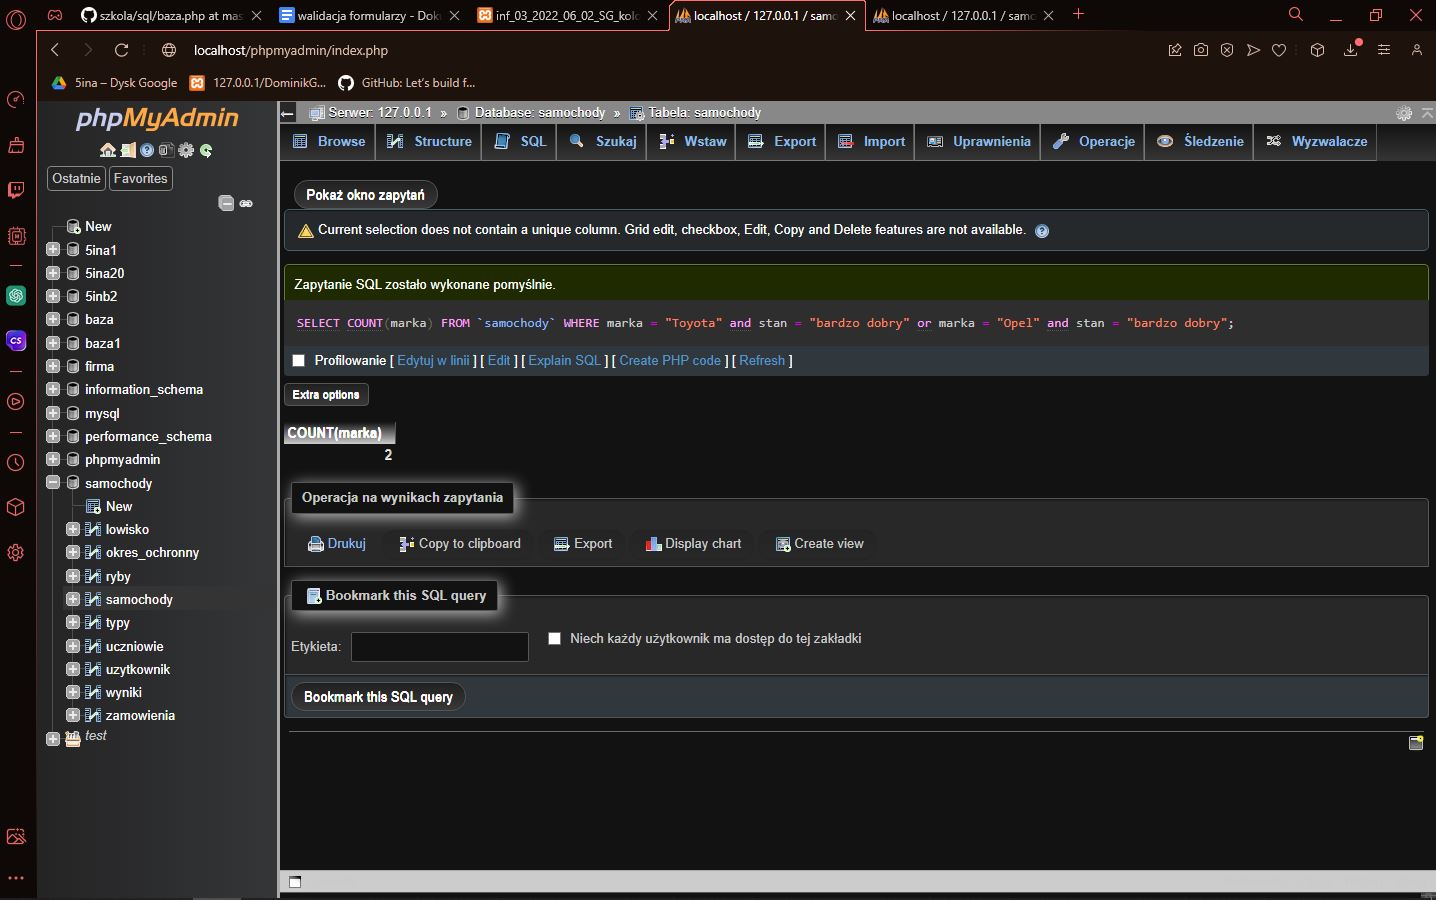 szkola/sql/baza.php at mas
walidacja formularzy - Dok
inf_03_2022_06_02_SG_kolo
localhost / 127.0.0.1 / samo
localhost / 127.0.0.1 / samo
localhost/phpmyadmin/index.php
5ina – Dysk Google
127.0.0.1/DominikG...
GitHub: Let's build f...
phpMyAdmin
Ostatnie
Favorites
New
5ina1
5ina20
5inb2
baza
baza1
firma
information_schema
mysql
performance_schema
phpmyadmin
samochody
New
lowisko
okres_ochronny
ryby
samochody
typy
uczniowie
uzytkownik
wyniki
zamowienia
test
CS
Serwer: 127.0.0.1 » Database: samochody » Tabela: samochody
Browse
Structure
SQL
Szukaj
Wstaw
Export
Import
Uprawnienia
Operacje
Śledzenie
Wyzwalacze
Pokaż okno zapytań
Current selection does not contain a unique column. Grid edit, checkbox, Edit, Copy and Delete features are not available.
Zapytanie SQL zostało wykonane pomyślnie.
SELECT COUNT(marka) FROM `samochody` WHERE marka = "Toyota" and stan = "bardzo dobry" or marka = "Opel" and stan = "bardzo dobry";
Profilowanie [ Edytuj w linii ] [ Edit ] [ Explain SQL ] [ Create PHP code ] [ Refresh ]
Extra options
COUNT(marka)
2
Operacja na wynikach zapytania
Drukuj
Copy to clipboard
Export
Display chart
Create view
Bookmark this SQL query
Etykieta:
Niech każdy użytkownik ma dostęp do tej zakładki
Bookmark this SQL query